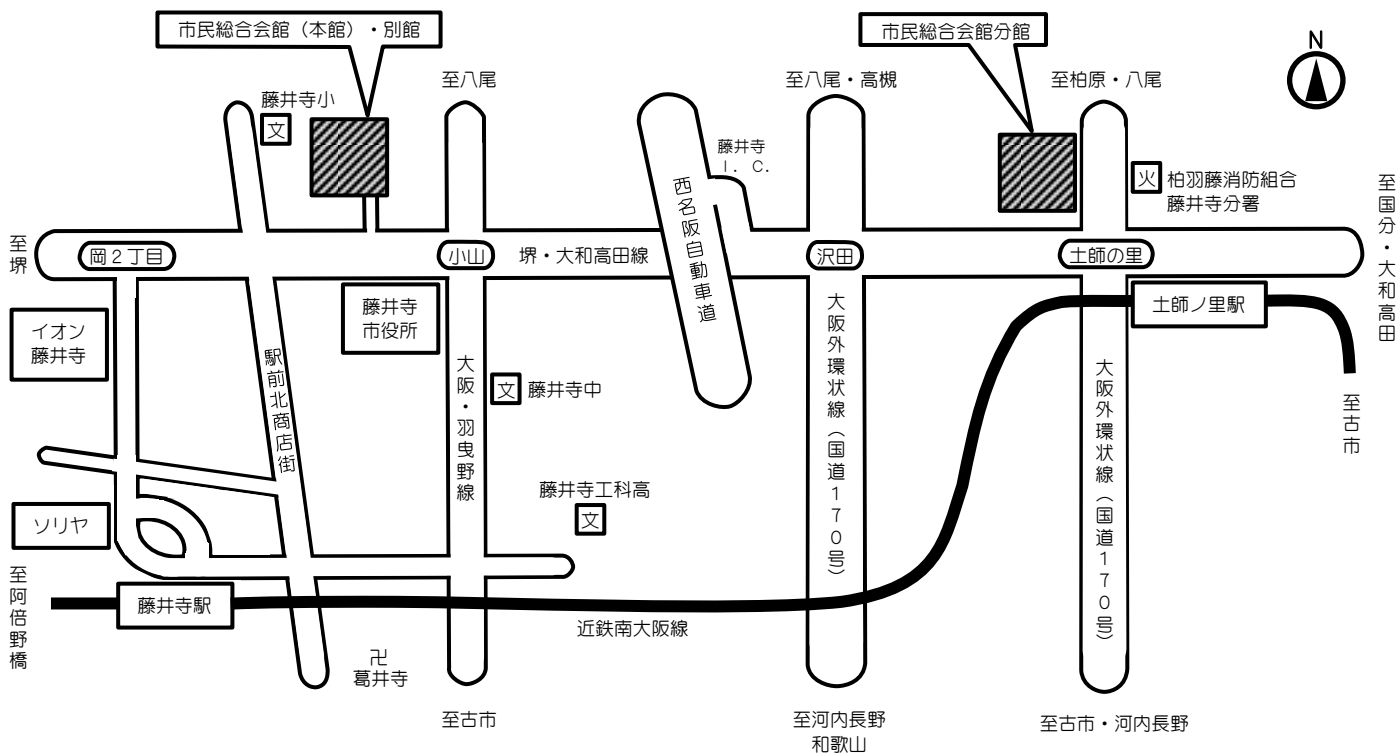 市民総合会館（本館）・別館
市民総合会館分館
N
至八尾
至八尾・高槻
至柏原・八尾
藤井寺小
文
藤井寺
I．C．
火
柏羽藤消防組合
藤井寺分署
至国分・大和高田
西名阪自動車道
至堺
岡２丁目
小山
堺・大和高田線
沢田
土師の里
イオン
藤井寺
藤井寺
市役所
土師ノ里駅
駅前北商店街
大阪・羽曳野線
文
藤井寺中
大阪外環状線（国道１７０号）
大阪外環状線（国道１７０号）
至古市
藤井寺工科高
文
ソリヤ
至阿倍野橋
藤井寺駅
近鉄南大阪線
卍
葛井寺
至古市
至河内長野
和歌山
至古市・河内長野